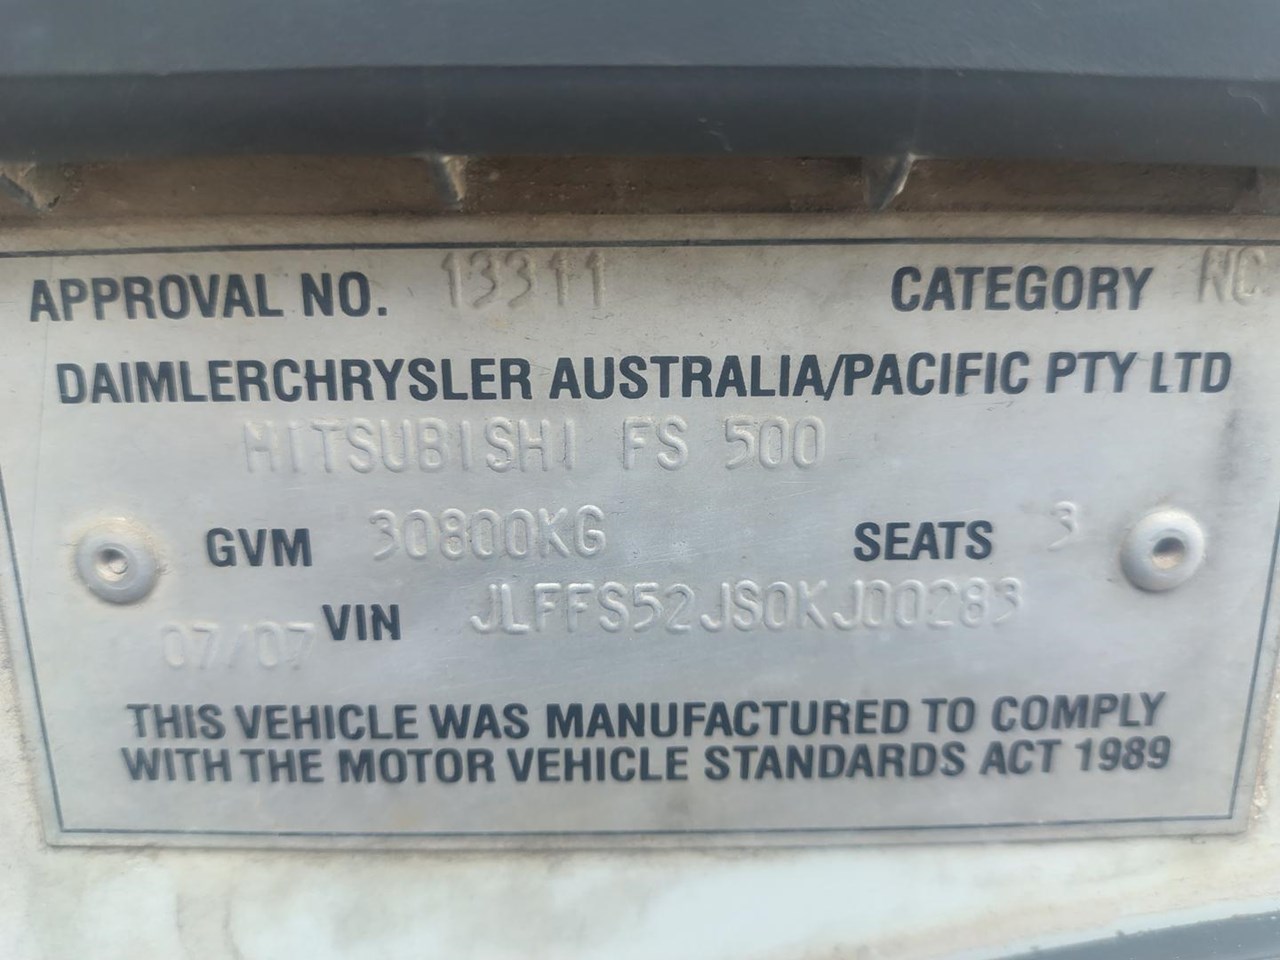 APPROVAL NO. 13311 CATEGORY NC
DAIMLERCHRYSLER AUSTRALIA/PACIFIC PTY LTD
MITSUBISHI FS 500
GVM 30800KG SEATS 3
07/07 VIN JLFFS52JS0KJ00283
THIS VEHICLE WAS MANUFACTURED TO COMPLY
WITH THE MOTOR VEHICLE STANDARDS ACT 1989